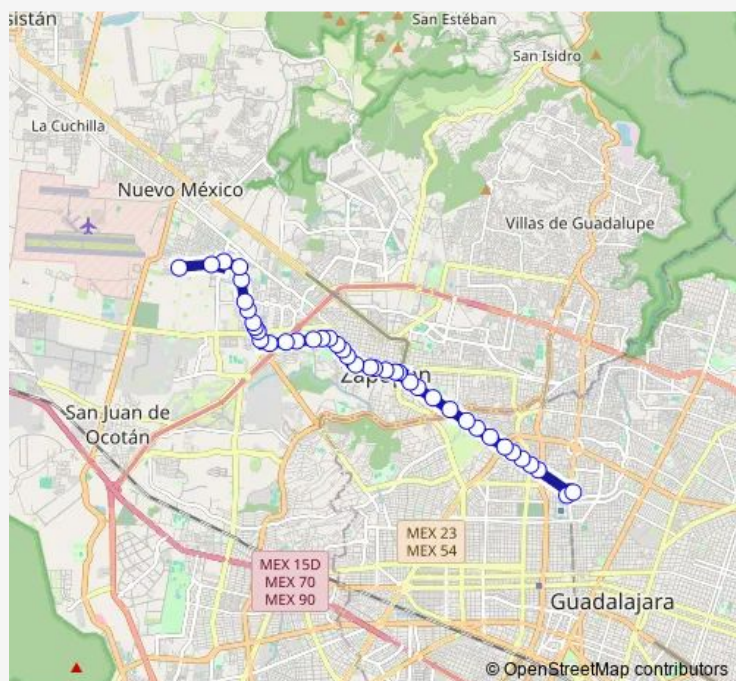 sistán
San Estéban
San Isidro
La Cuchilla
Nuevo México
Villas de Guadalupe
Zapopan
San Juan de
Ocotán
MEX 23
MEX 54
MEX 15D
MEX 70
MEX 90
Guadalajara
© OpenStreetMap contributors